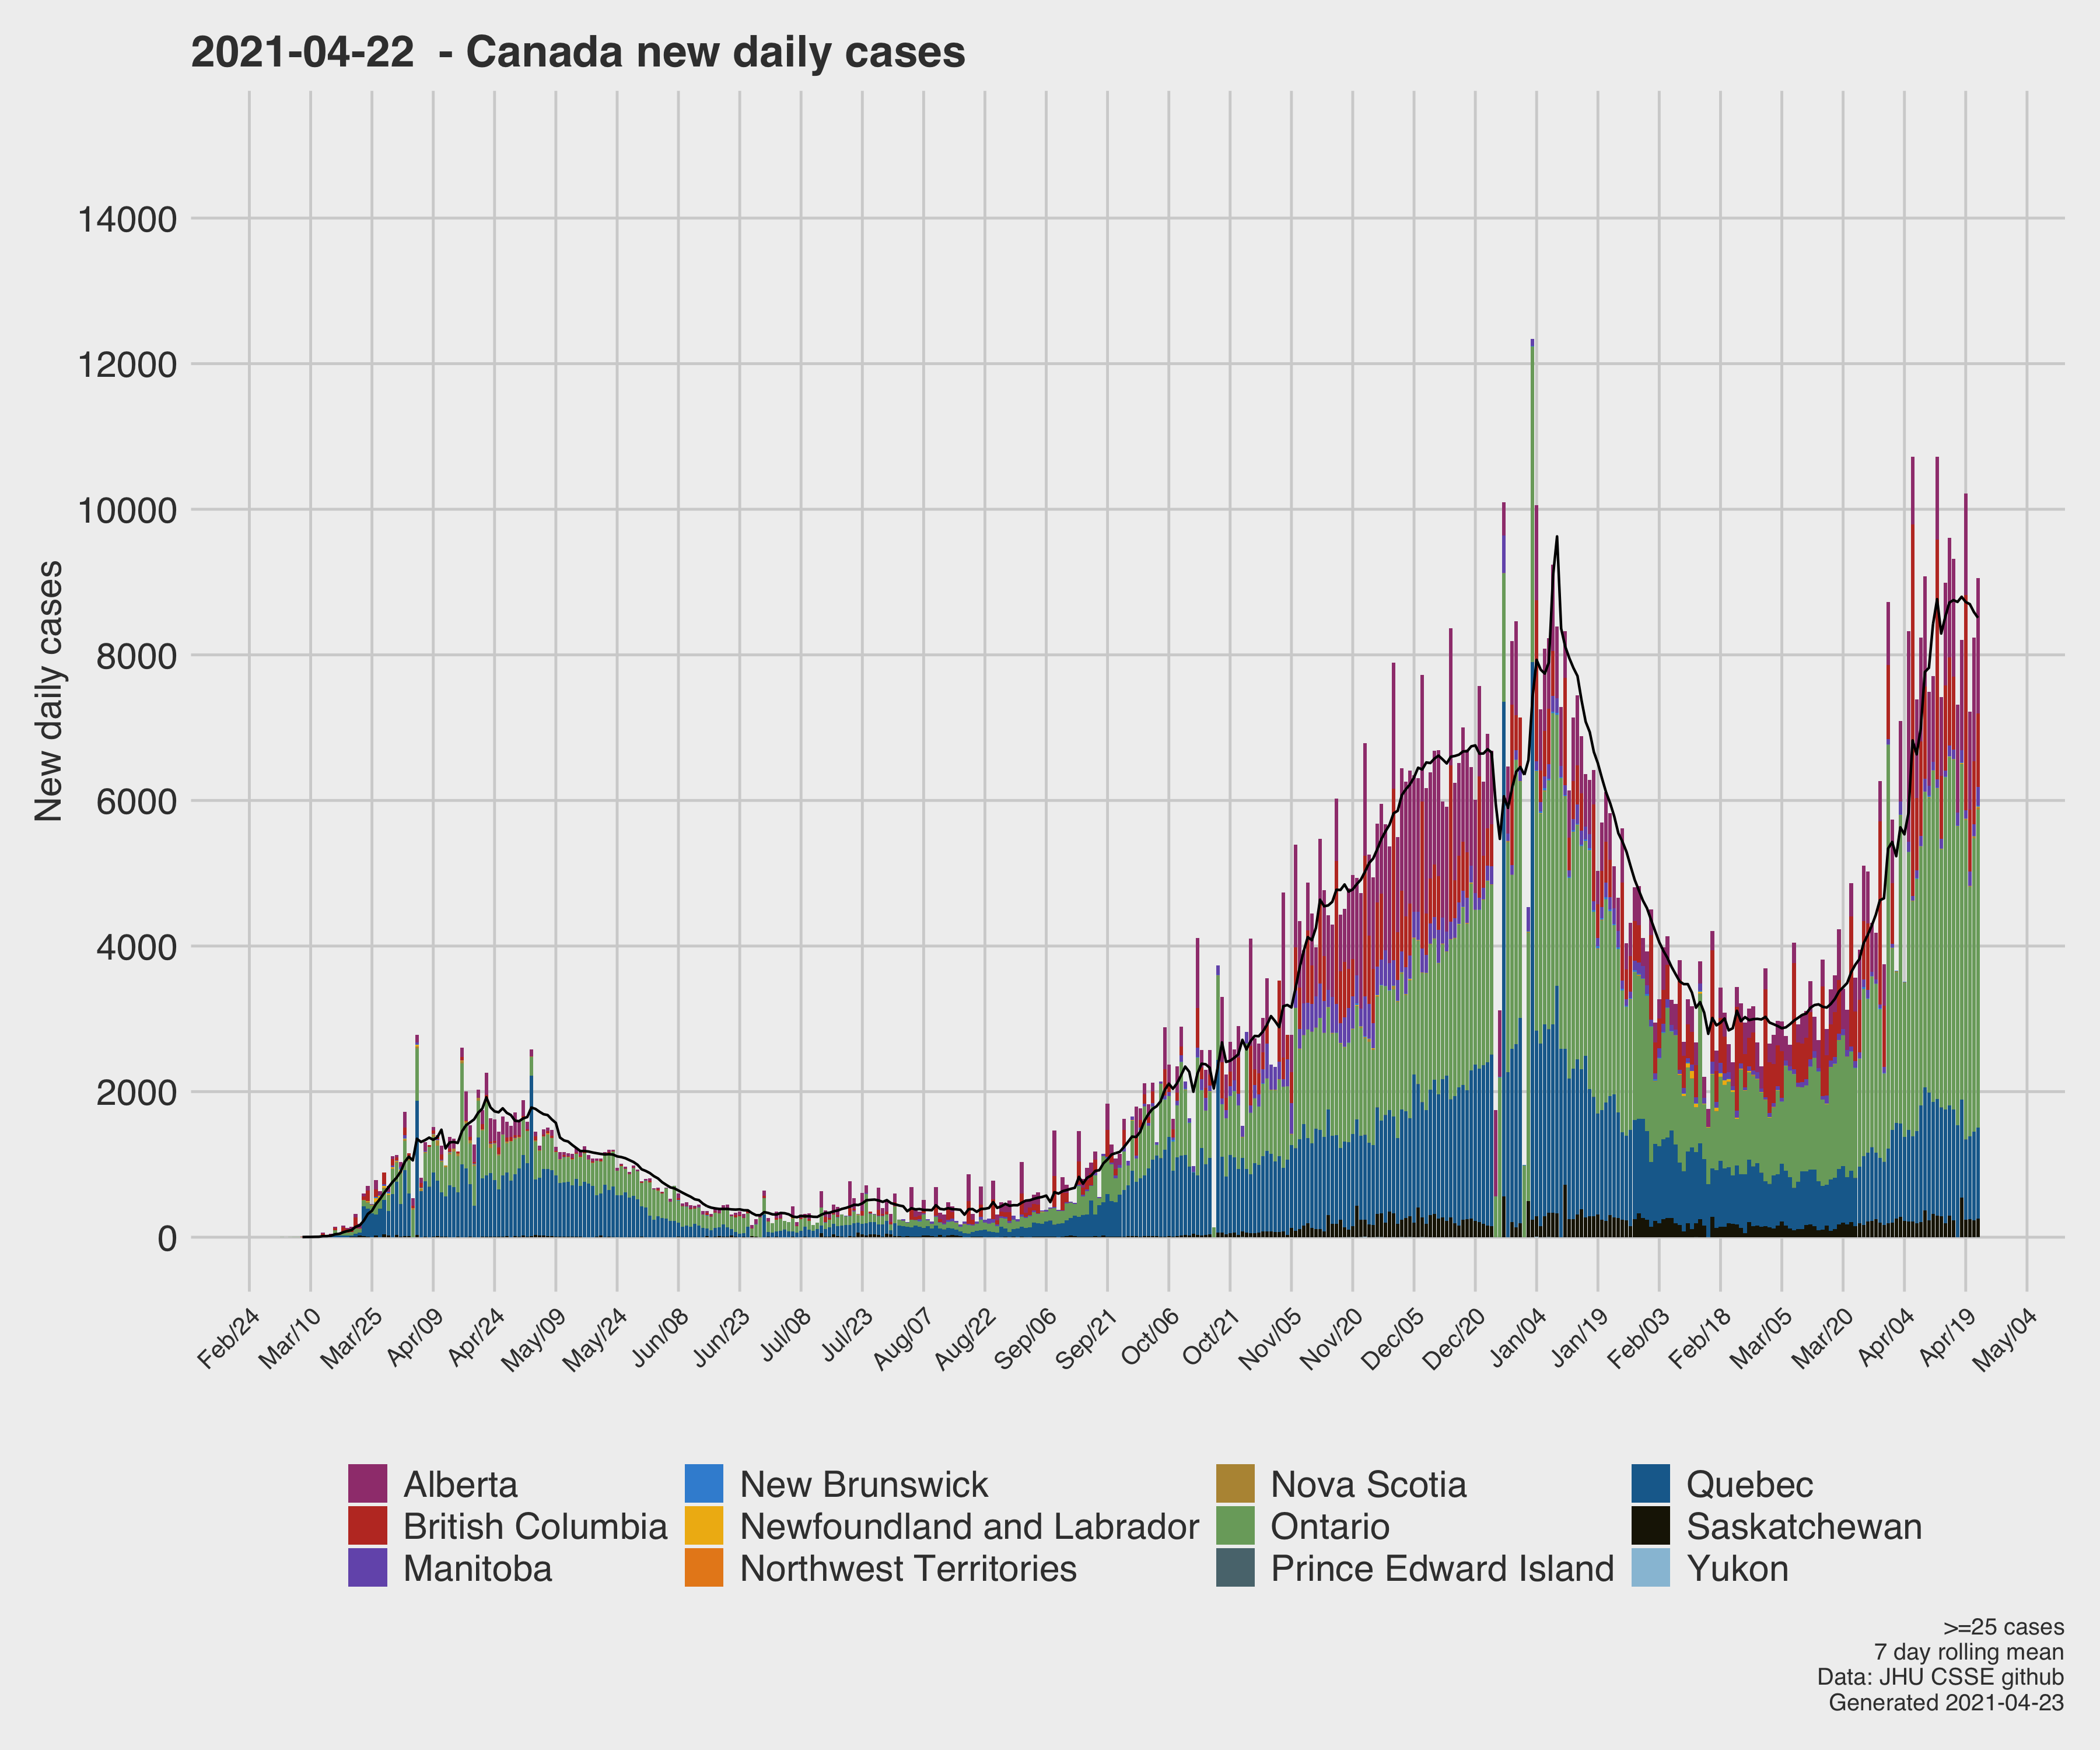 2021-04-22 - Canada new daily cases
New daily cases
14000
12000
10000
8000
6000
4000
2000
0
Feb/24 Mar/10 Mar/25 Apr/09 Apr/24 May/09 May/24 Jun/08 Jun/23 Jul/08 Jul/23 Aug/07 Aug/22 Sep/06 Sep/21 Oct/06 Oct/21 Nov/05 Nov/20 Dec/05 Dec/20 Jan/04 Jan/19 Feb/03 Feb/18 Mar/05 Mar/20 Apr/04 Apr/19 May/04
Alberta New Brunswick Nova Scotia Quebec
British Columbia Newfoundland and Labrador Ontario Saskatchewan
Manitoba Northwest Territories Prince Edward Island Yukon
>=25 cases
7 day rolling mean
Data: JHU CSSE github
Generated 2021-04-23